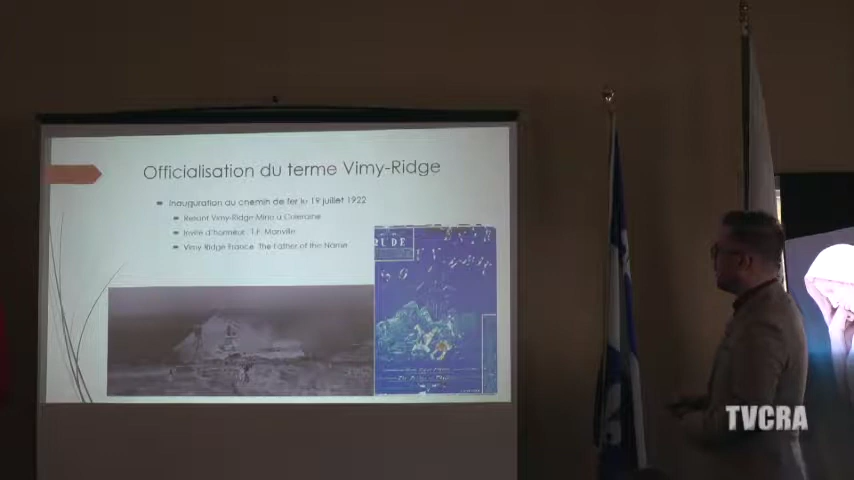 Officialisation du terme Vimy-Ridge
Inauguration du chemin de fer le 19 juillet 1922
Reliant Vimy-Ridge-Mine à Coleraine
Invité d'honneur : T.F. Manville
Vimy Ridge France: The Father of the Name
RUDE
TVCRA